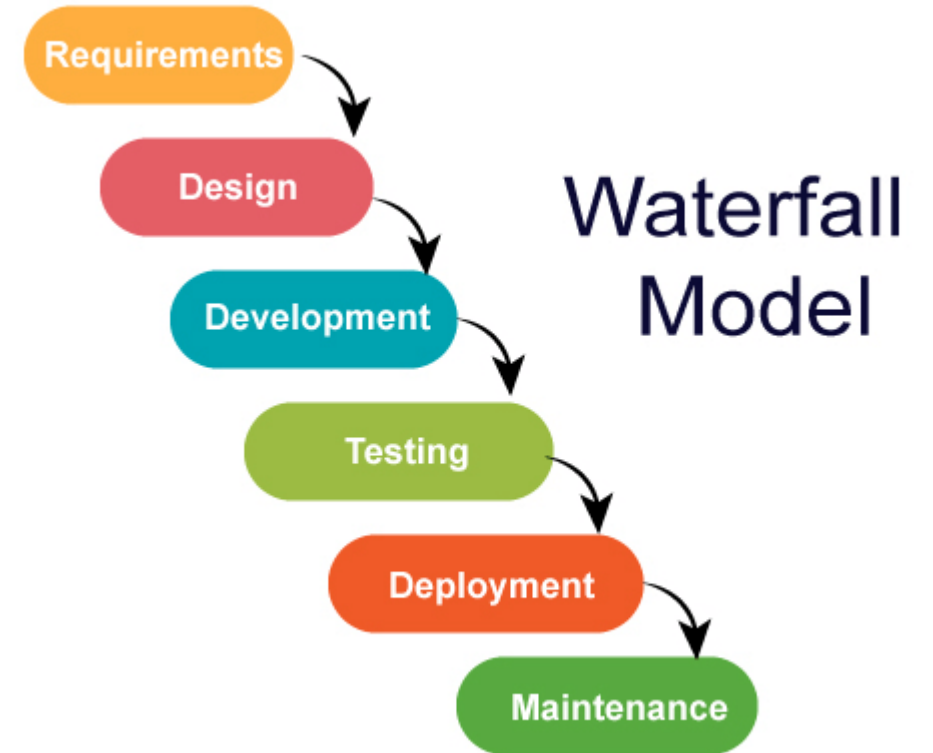 Requirements
Design
Waterfall
Model
Development
Testing
Deployment
Maintenance